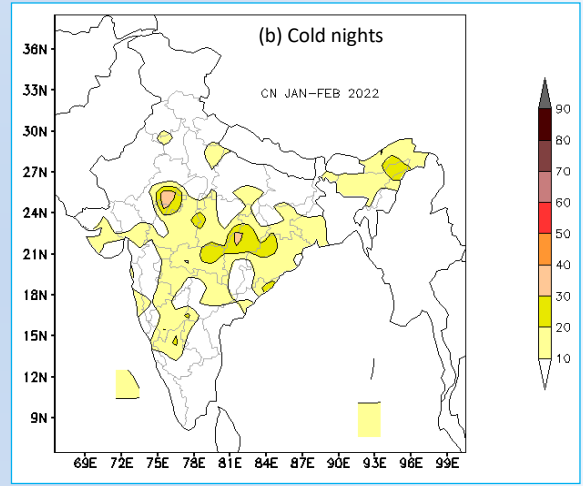 (b) Cold nights
CN JAN-FEB 2022
36N
33N
30N
27N
24N
21N
18N
15N
12N
9N
69E 72E 75E 78E 81E 84E 87E 90E 93E 96E 99E
90
80
70
60
50
40
30
20
10